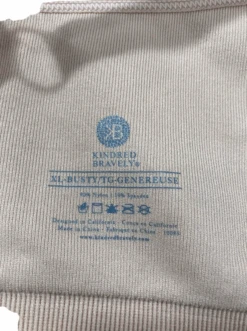 KB
KINDRED
BRAVELY®
XL-BUSTY/TG-GENEREUSE
Designed in California · Conçu en Californie
Made in China · Fabriqué en Chine ·
www.kindredbravely.com